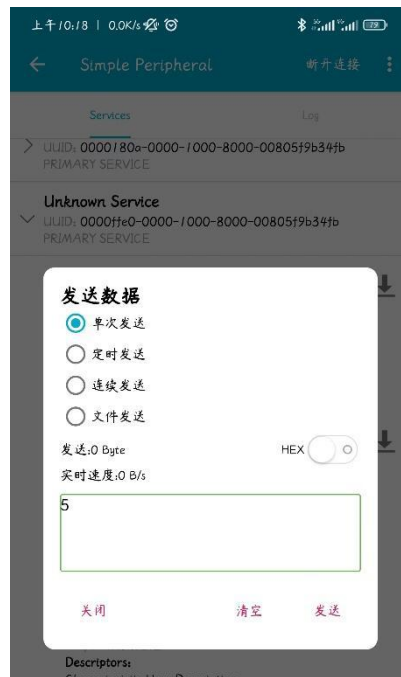 上午10:18 | 0.0K/s
79
Simple Peripheral
断开连接
Services
Log
UUID: 0000180a-0000-1000-8000-00805f9b34fb
PRIMARY SERVICE
Unknown Service
UUID: 0000ffe0-0000-1000-8000-00805f9b34fb
PRIMARY SERVICE
发送数据
单次发送
定时发送
连续发送
文件发送
发送:0 Byte
HEX
实时速度:0 B/s
5
关闭
清空
发送
Descriptors: